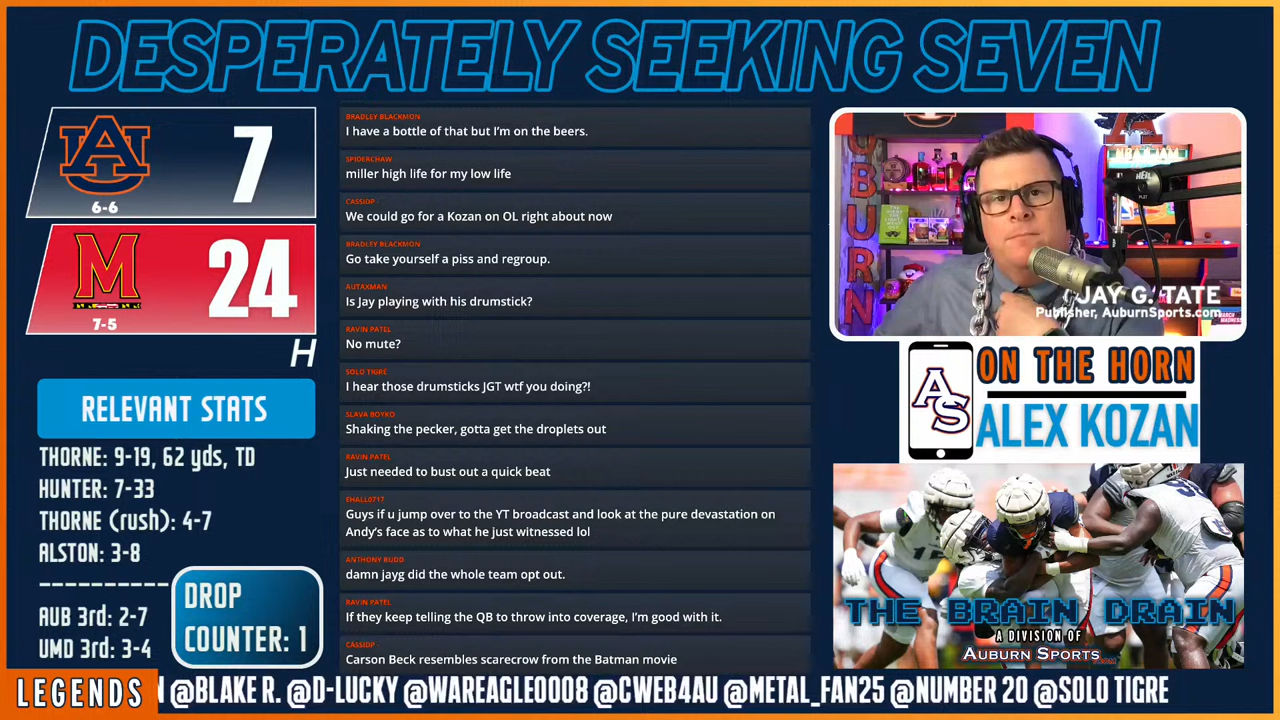 DESPERATELY SEEKING SEVEN
7
6-6
M
24
7-5
H
RELEVANT STATS
THORNE: 9-19, 62 yds, TD
HUNTER: 7-33
THORNE (rush): 4-7
ALSTON: 3-8
AUB 3rd: 2-7
UMD 3rd: 3-4
DROP
COUNTER: 1
BRADLEY BLACKMON
I have a bottle of that but I'm on the beers.
SPIDERCHAW
miller high life for my low life
CASSIOP
We could go for a Kozan on OL right about now
BRADLEY BLACKMON
Go take yourself a piss and regroup.
AUTAXMAN
Is Jay playing with his drumstick?
RAVIN PATEL
No mute?
SOLO TIGRE
I hear those drumsticks JGT wtf you doing?!
SLAVA BOYKO
Shaking the pecker, gotta get the droplets out
RAVIN PATEL
Just needed to bust out a quick beat
EHALL0717
Guys if u jump over to the YT broadcast and look at the pure devastation on
Andy's face as to what he just witnessed lol
ANTHONY BUDD
damn jayg did the whole team opt out.
RAVIN PATEL
If they keep telling the QB to throw into coverage, I'm good with it.
CASSIOP
Carson Beck resembles scarecrow from the Batman movie
UBURN
NBA JAM
JAY G. TATE
Publisher, AuburnSports.com
AS
ON THE HORN
ALEX KOZAN
THE BRAIN DRAIN
A DIVISION OF
AUBURN SPORTS
LEGENDS
N @BLAKE R. @D-LUCKY @WAREAGLE0008 @CWEB4AU @METAL_FAN25 @NUMBER 20 @SOLO TIGRE